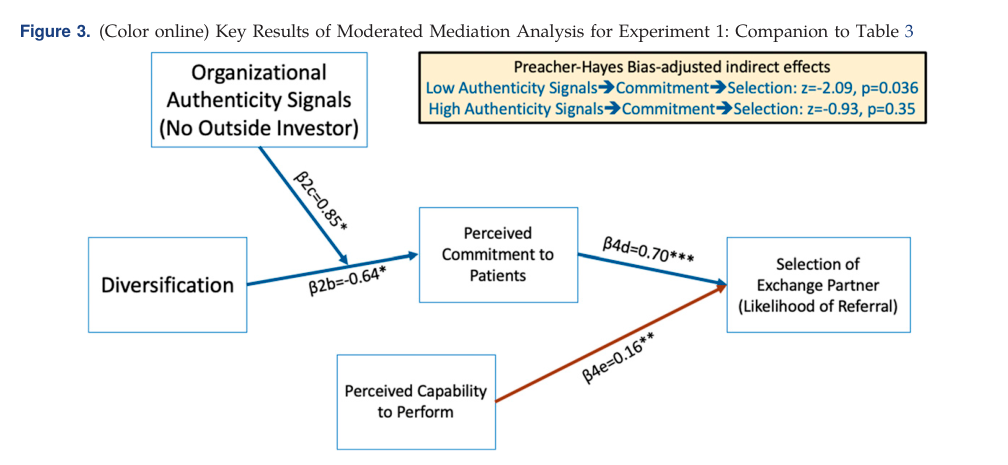 Figure 3. (Color online) Key Results of Moderated Mediation Analysis for Experiment 1: Companion to Table 3
Organizational
Authenticity Signals
(No Outside Investor)
Preacher-Hayes Bias-adjusted indirect effects
Low Authenticity Signals➔Commitment➔Selection: z=-2.09, p=0.036
High Authenticity Signals➔Commitment➔Selection: z=-0.93, p=0.35
β2c=0.85*
Diversification
β2b=-0.64*
Perceived
Commitment to
Patients
β4d=0.70***
Selection of
Exchange Partner
(Likelihood of Referral)
Perceived Capability
to Perform
β4e=0.16**